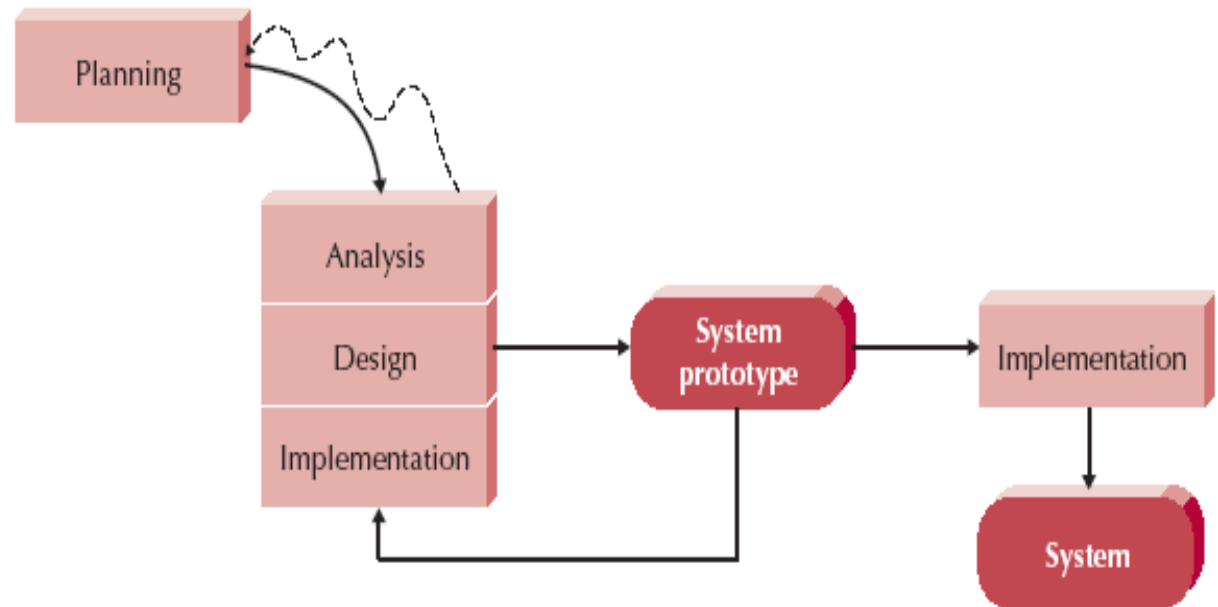 Planning
Analysis
Design
Implementation
System
prototype
Implementation
System